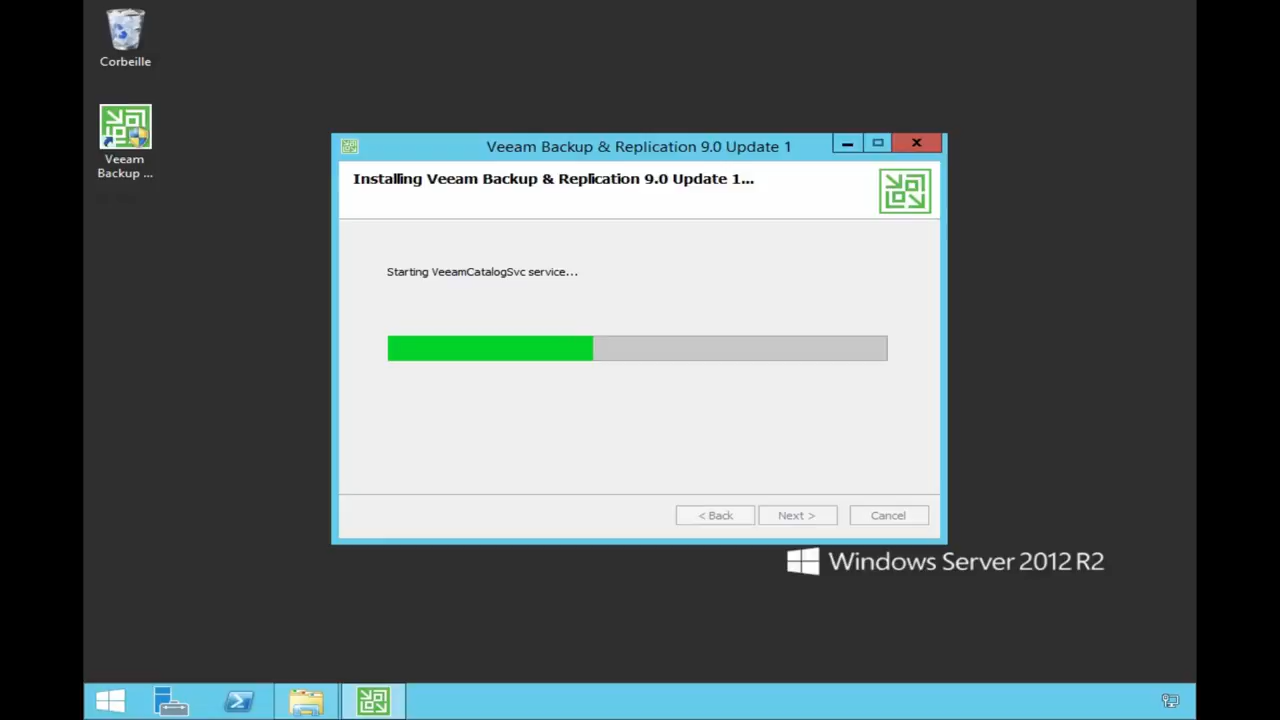 Corbeille
Veeam
Backup ...
Veeam Backup & Replication 9.0 Update 1
Installing Veeam Backup & Replication 9.0 Update 1...
Starting VeeamCatalogSvc service...
< Back
Next >
Cancel
Windows Server 2012 R2